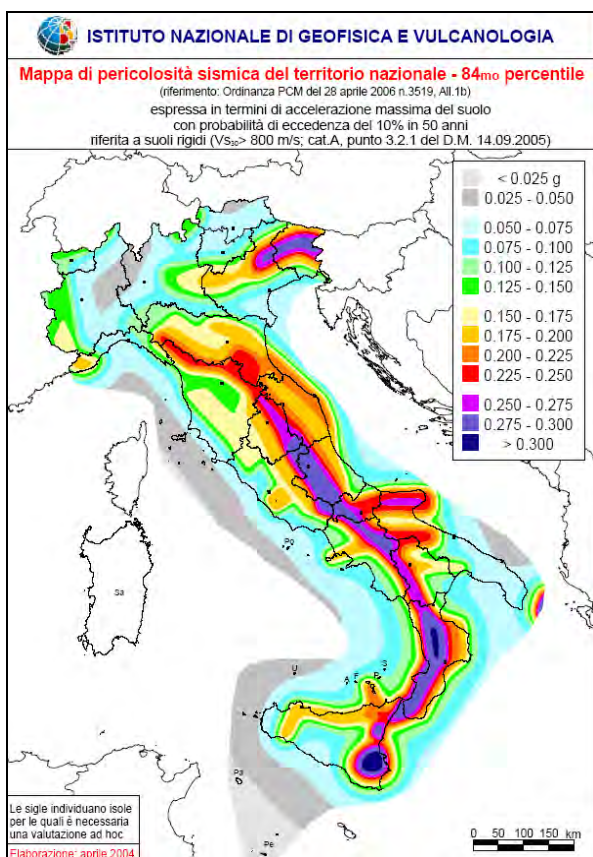 ISTITUTO NAZIONALE DI GEOFISICA E VULCANOLOGIA
Mappa di pericolosità sismica del territorio nazionale - 84mo percentile
(riferimento: Ordinanza PCM del 28 aprile 2006 n.3519, All.1b)
espressa in termini di accelerazione massima del suolo
con probabilità di eccedenza del 10% in 50 anni
riferita a suoli rigidi (Vs30> 800 m/s; cat.A, punto 3.2.1 del D.M. 14.09.2005)
< 0.025 g
0.025 - 0.050
0.050 - 0.075
0.075 - 0.100
0.100 - 0.125
0.125 - 0.150
0.150 - 0.175
0.175 - 0.200
0.200 - 0.225
0.225 - 0.250
0.250 - 0.275
0.275 - 0.300
> 0.300
Sa
U
A
F
S
Pe
Le sigle individuano isole
per le quali è necessaria
una valutazione ad hoc
Elaborazione: aprile 2004
0 50 100 150 km